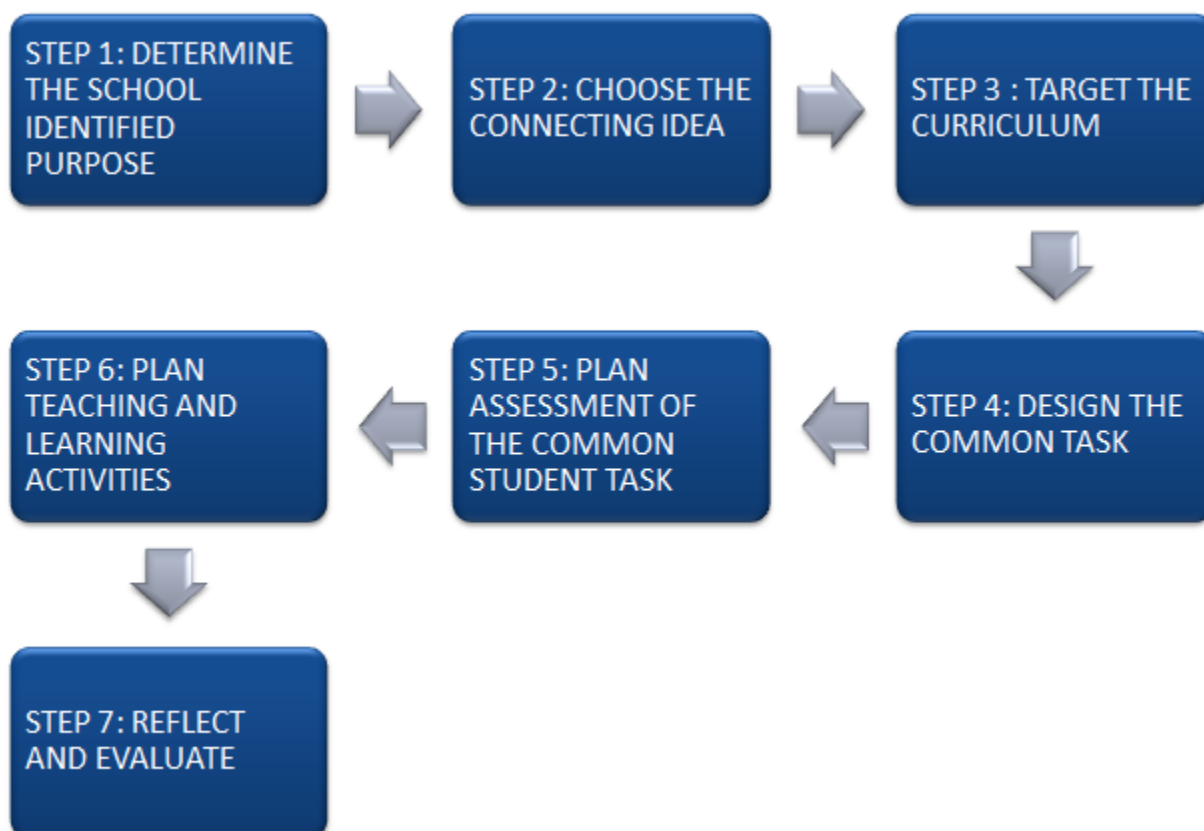 STEP 1: DETERMINE
THE SCHOOL
IDENTIFIED
PURPOSE
STEP 2: CHOOSE THE
CONNECTING IDEA
STEP 3 : TARGET THE
CURRICULUM
STEP 4: DESIGN THE
COMMON TASK
STEP 5: PLAN
ASSESSMENT OF
THE COMMON
STUDENT TASK
STEP 6: PLAN
TEACHING AND
LEARNING
ACTIVITIES
STEP 7: REFLECT
AND EVALUATE